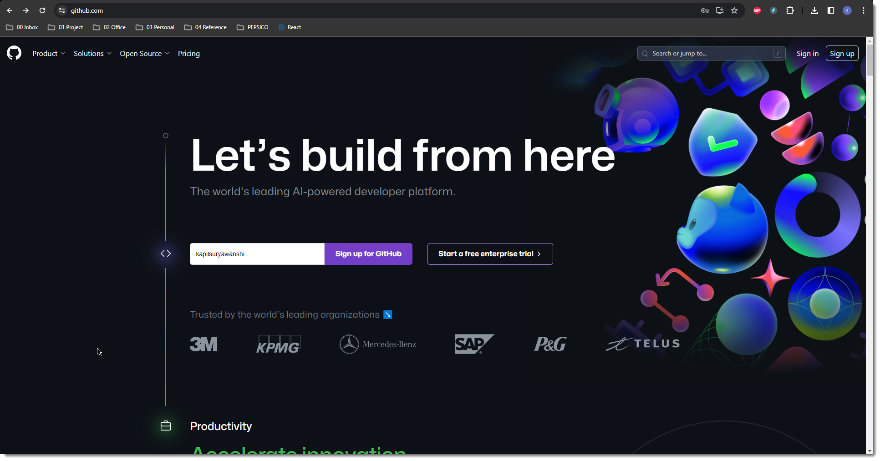 github.com
00 Inbox
01 Project
02 Office
03 Personal
04 Reference
PEPSICO
React
Product
Solutions
Open Source
Pricing
Search or jump to...
/
Sign in
Sign up
Let's build from here
The world's leading AI-powered developer platform.
kapilsuryawanshi
Sign up for GitHub
Start a free enterprise trial
Trusted by the world's leading organizations
3M
KPMG
Mercedes-Benz
SAP
P&G
TELUS
Productivity
Accelerate innovation